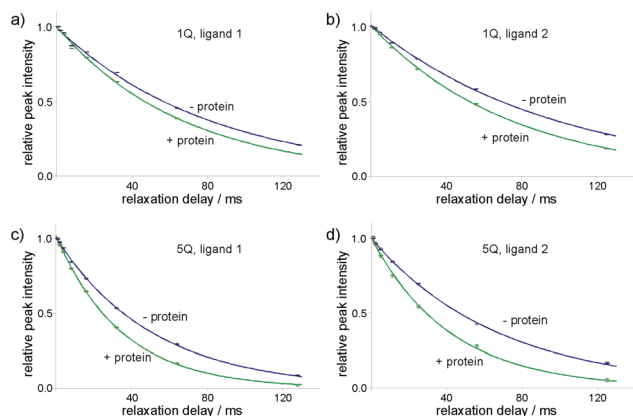 a)
1Q, ligand 1
relative peak intensity
1.0
0.5
0.0
- protein
+ protein
40
80
120
relaxation delay / ms
b)
1Q, ligand 2
relative peak intensity
1.0
0.5
0.0
- protein
+ protein
40
80
120
relaxation delay / ms
c)
5Q, ligand 1
relative peak intensity
1.0
0.5
0.0
- protein
+ protein
40
80
120
relaxation delay / ms
d)
5Q, ligand 2
relative peak intensity
1.0
0.5
0.0
- protein
+ protein
40
80
120
relaxation delay / ms